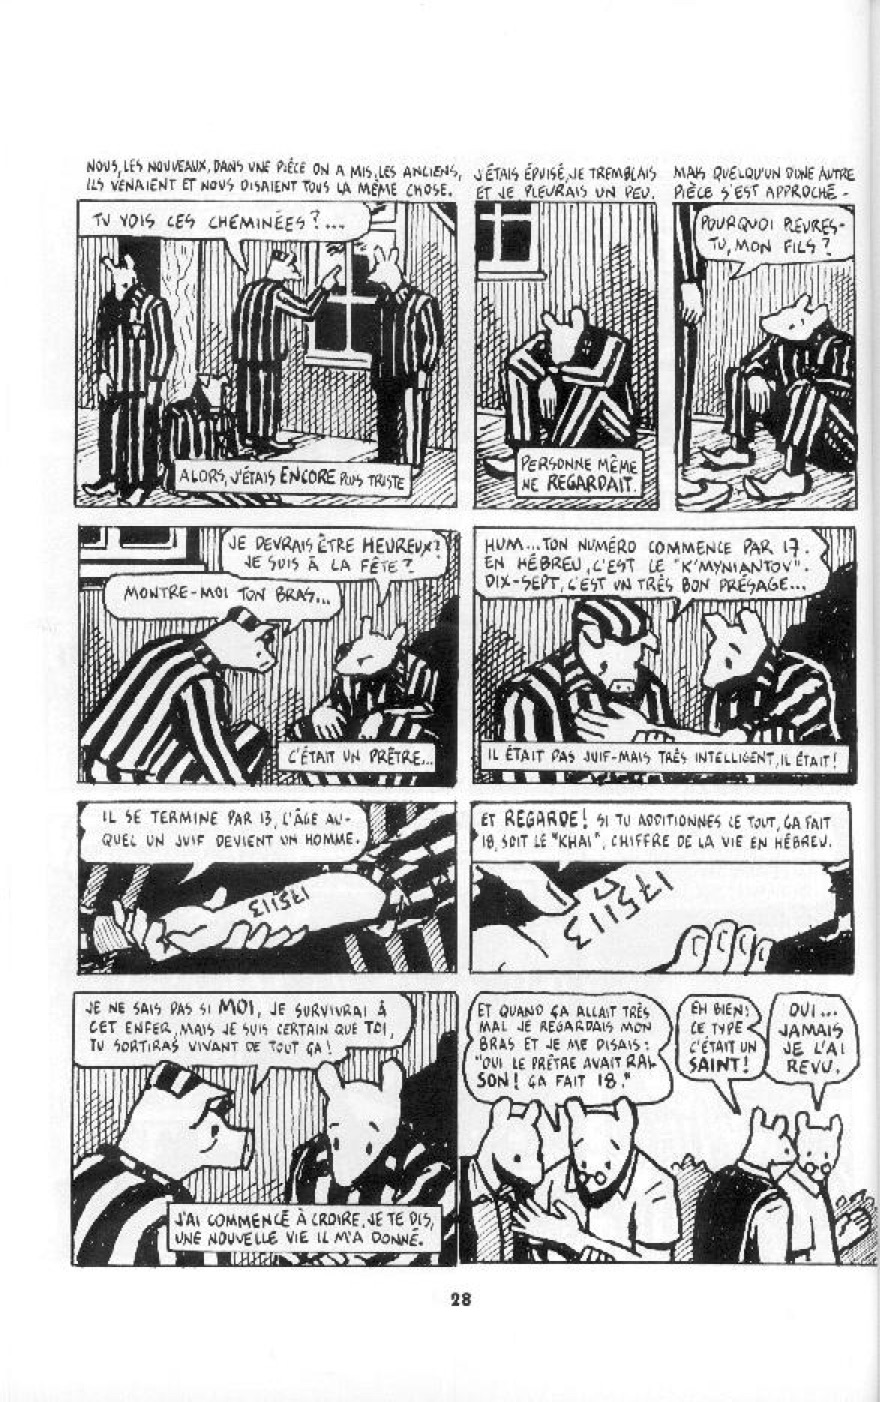 NOUS, LES NOUVEAUX, DANS UNE PIÈCE ON A MIS, LES ANCIENS,
ILS VENAIENT ET NOUS DISAIENT TOUS LA MÊME CHOSE.
TU VOIS CES CHEMINÉES?...
ALORS, J'ÉTAIS ENCORE PLUS TRISTE
J'ÉTAIS ÉPUISÉ, JE TREMBLAIS
ET JE PLEURAIS UN PEU.
PERSONNE MÊME
NE REGARDAIT.
MAIS QUELQU'UN D'UNE AUTRE
PIÈCE S'EST APPROCHÉ -
POURQUOI PLEURES-
TU, MON FILS?
JE DEVRAIS ÊTRE HEUREUX?
JE SUIS À LA FÊTE?
MONTRE-MOI TON BRAS...
C'ÉTAIT UN PRÊTRE...
HUM... TON NUMÉRO COMMENCE PAR 17.
EN HÉBREU, C'EST LE "K'MYNIANTOV".
DIX-SEPT, C'EST UN TRÈS BON PRÉSAGE...
IL ÉTAIT PAS JUIF-MAIS TRÈS INTELLIGENT, IL ÉTAIT!
IL SE TERMINE PAR 13, L'ÂGE AU-
QUEL UN JUIF DEVIENT UN HOMME.
175113
ET REGARDE! SI TU ADDITIONNES LE TOUT, ÇA FAIT
18, SOIT LE "KHAI", CHIFFRE DE LA VIE EN HÉBREU.
175113
JE NE SAIS PAS SI MOI, JE SURVIVRAI À
CET ENFER, MAIS JE SUIS CERTAIN QUE TOI,
TU SORTIRAS VIVANT DE TOUT ÇA!
J'AI COMMENCÉ À CROIRE, JE TE DIS,
UNE NOUVELLE VIE IL M'A DONNÉ.
ET QUAND ÇA ALLAIT TRÈS
MAL JE REGARDAIS MON
BRAS ET JE ME DISAIS:
"OUI LE PRÊTRE AVAIT RAI-
SON! ÇA FAIT 18."
EH BIEN!
CE TYPE
C'ÉTAIT UN
SAINT!
OUI...
JAMAIS
JE L'AI
REVU.
28